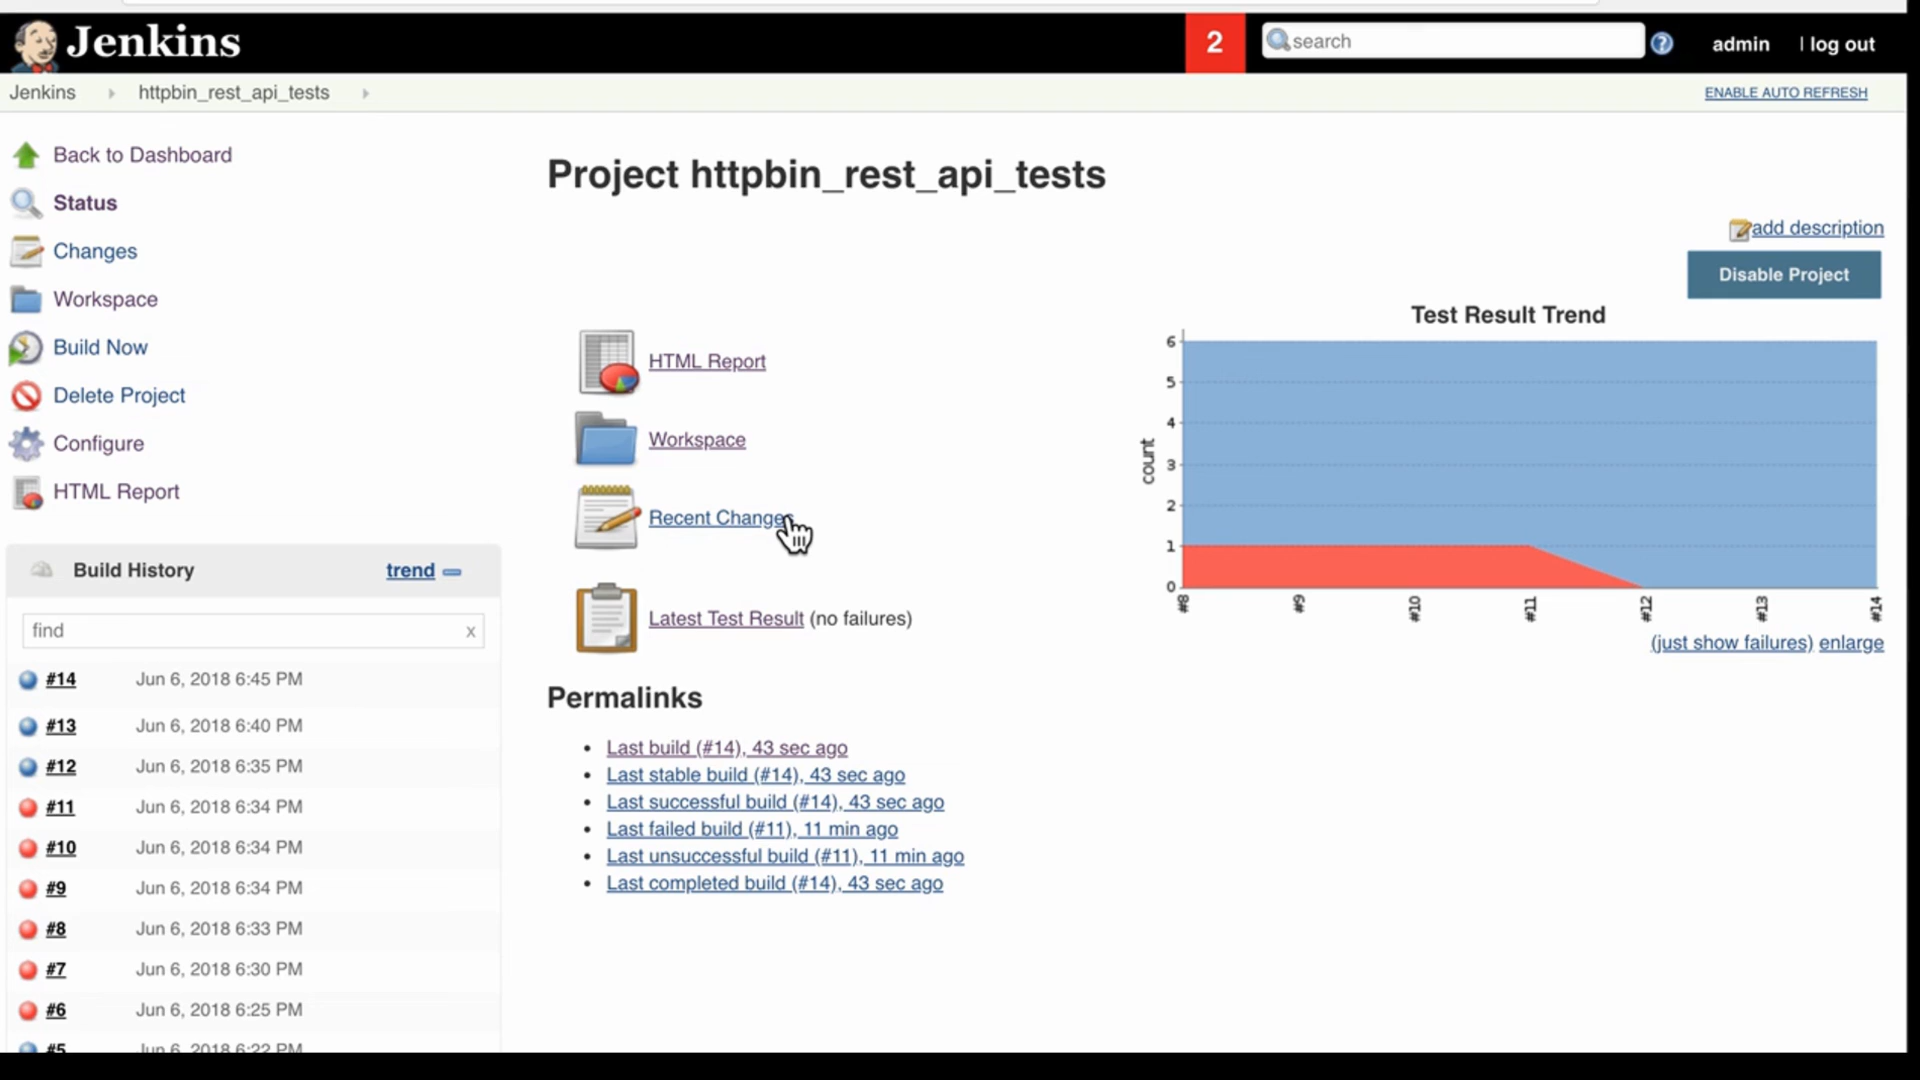 Jenkins
2
search
?
admin
| log out
Jenkins
httpbin_rest_api_tests
ENABLE AUTO REFRESH
Back to Dashboard
Status
Changes
Workspace
Build Now
Delete Project
Configure
HTML Report
Build History
trend
find
x
#14 Jun 6, 2018 6:45 PM
#13 Jun 6, 2018 6:40 PM
#12 Jun 6, 2018 6:35 PM
#11 Jun 6, 2018 6:34 PM
#10 Jun 6, 2018 6:34 PM
#9 Jun 6, 2018 6:34 PM
#8 Jun 6, 2018 6:33 PM
#7 Jun 6, 2018 6:30 PM
#6 Jun 6, 2018 6:25 PM
#5 Jun 6, 2018 6:22 PM
Project httpbin_rest_api_tests
add description
Disable Project
HTML Report
Workspace
Recent Changes
Latest Test Result (no failures)
Test Result Trend
6
5
4
3
2
1
0
count
#8
#9
#10
#11
#12
#13
#14
(just show failures) enlarge
Permalinks
• Last build (#14), 43 sec ago
• Last stable build (#14), 43 sec ago
• Last successful build (#14), 43 sec ago
• Last failed build (#11), 11 min ago
• Last unsuccessful build (#11), 11 min ago
• Last completed build (#14), 43 sec ago